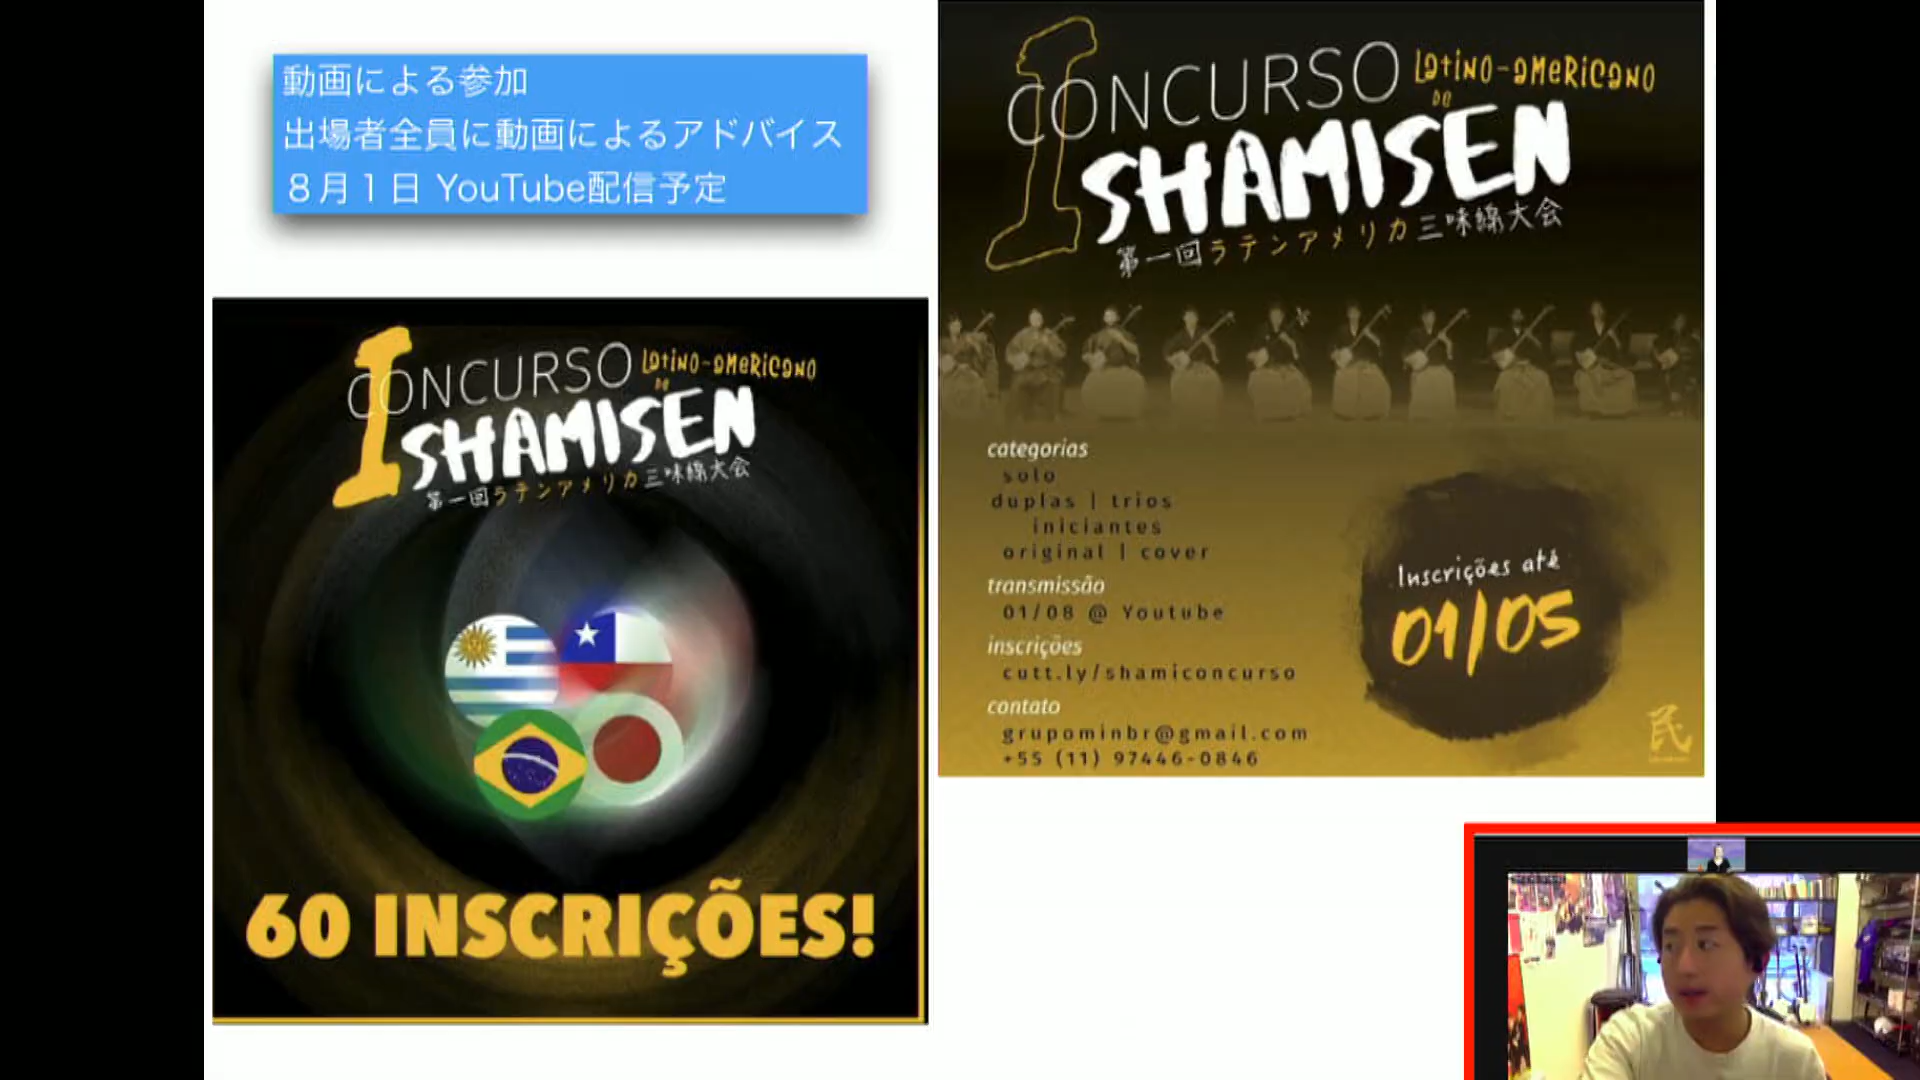 動画による参加
出場者全員に動画によるアドバイス
８月１日 YouTube配信予定
I CONCURSO LATINO-AMERICANO
DE
SHAMISEN
第一回ラテンアメリカ三味線大会
60 INSCRIÇÕES!
I CONCURSO LATINO-AMERICANO
DE
SHAMISEN
第一回ラテンアメリカ三味線大会
categorias
solo
duplas | trios
iniciantes
original | cover
transmissão
01/08 @ Youtube
inscrições
cutt.ly/shamiconcurso
contato
grupominbr@gmail.com
+55 (11) 97446-0846
Inscrições até
01/05
民